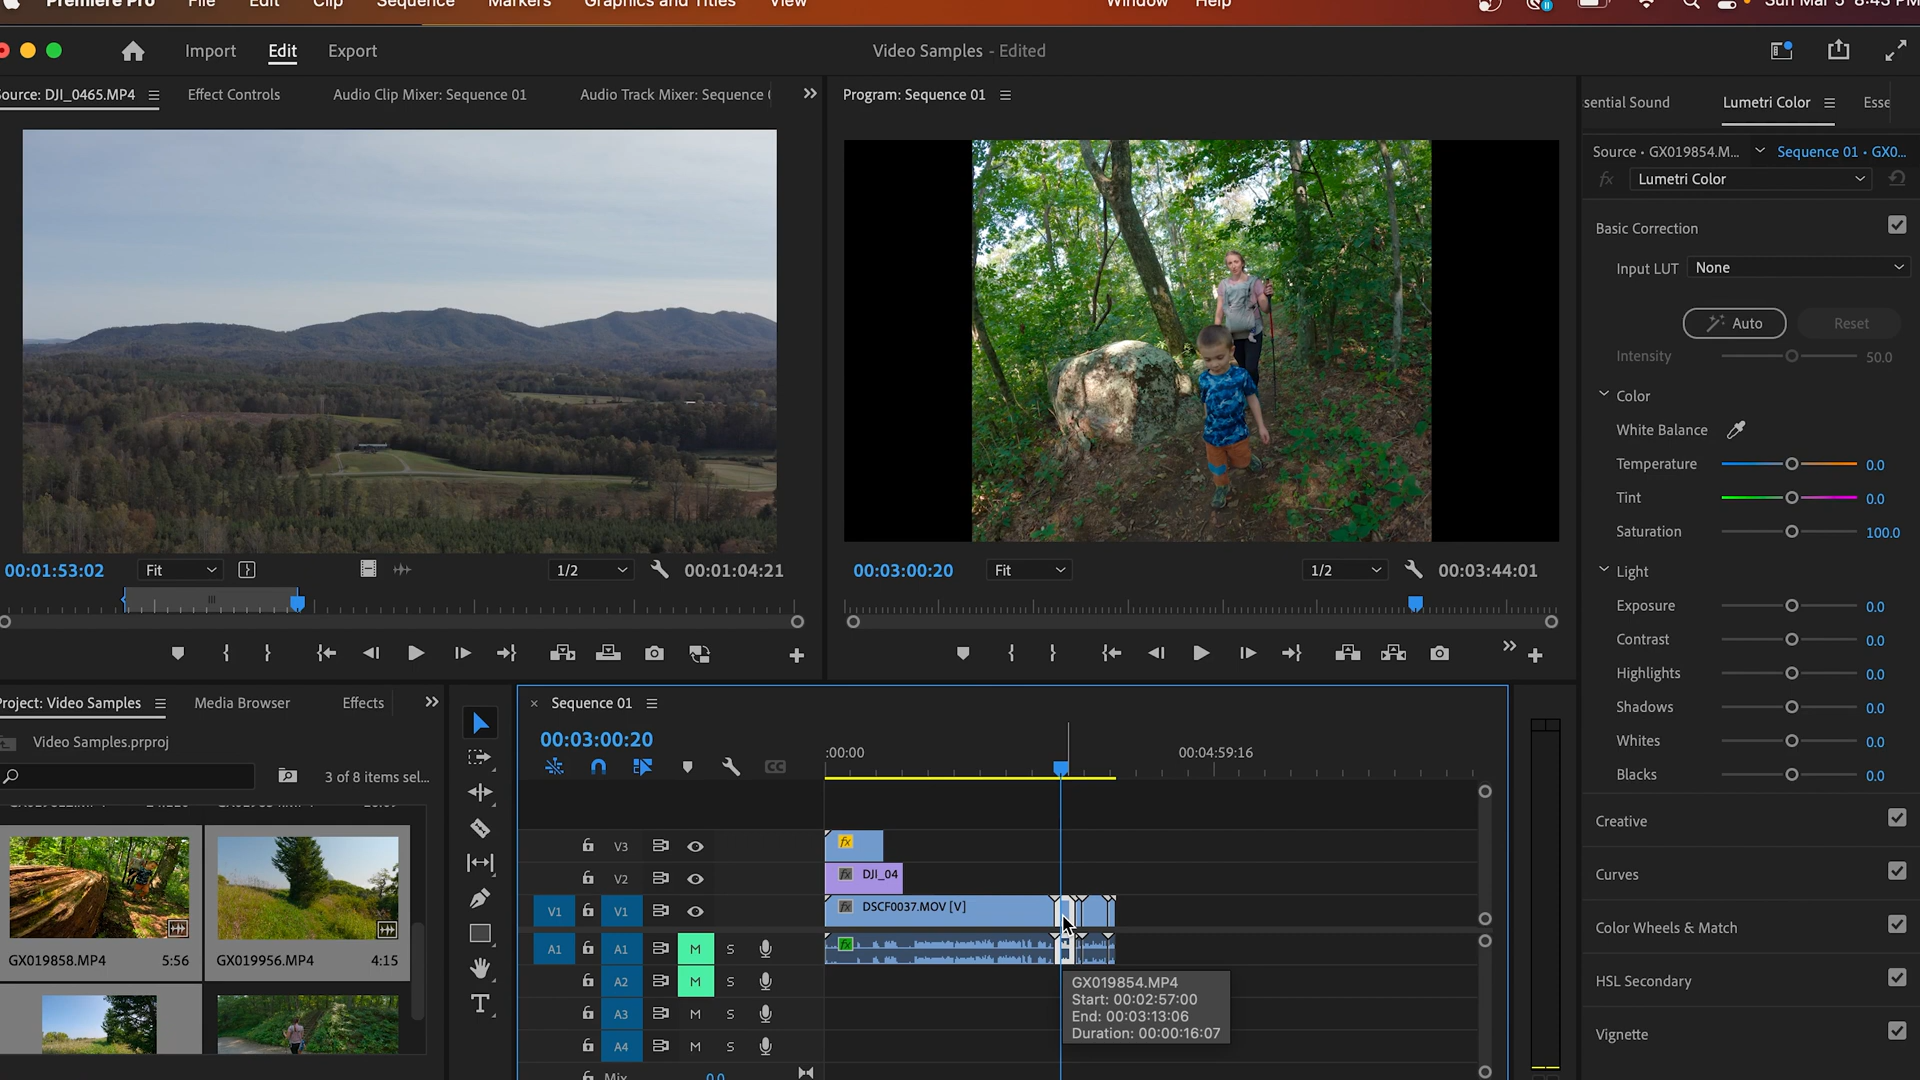 Premiere Pro File Edit Clip Sequence Markers Graphics and Titles View Window Help Sun Mar 5 8:43 PM
Import Edit Export Video Samples - Edited
Source: DJI_0465.MP4 Effect Controls Audio Clip Mixer: Sequence 01 Audio Track Mixer: Sequence
Program: Sequence 01
sential Sound Lumetri Color Esse
Source • GX019854.M... Sequence 01 • GX0...
fx Lumetri Color
Basic Correction
Input LUT None
Auto Reset
Intensity 50.0
Color
White Balance
Temperature 0.0
Tint 0.0
Saturation 100.0
Light
Exposure 0.0
Contrast 0.0
Highlights 0.0
Shadows 0.0
Whites 0.0
Blacks 0.0
Creative
Curves
Color Wheels & Match
HSL Secondary
Vignette
00:01:53:02 Fit 1/2 00:01:04:21
00:03:00:20 Fit 1/2 00:03:44:01
Project: Video Samples Media Browser Effects
Video Samples.prproj
3 of 8 items sel...
GX019858.MP4 5:56 GX019956.MP4 4:15
× Sequence 01
00:03:00:20
:00:00 00:04:59:16
V3 fx
V2 fx DJI_04
V1 V1 fx DSCF0037.MOV [V]
A1 A1 M S fx
A2 M S
A3 M S
A4 M S
Mix 0.0
GX019854.MP4
Start: 00:02:57:00
End: 00:03:13:06
Duration: 00:00:16:07